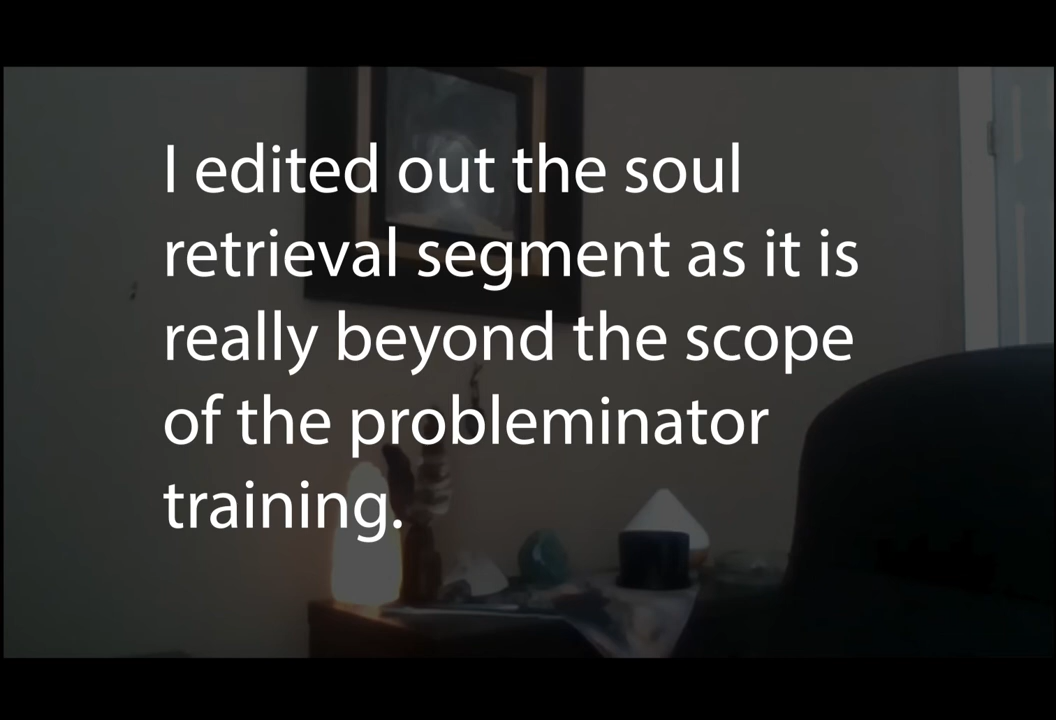 I edited out the soul
retrieval segment as it is
really beyond the scope
of the probleminator
training.